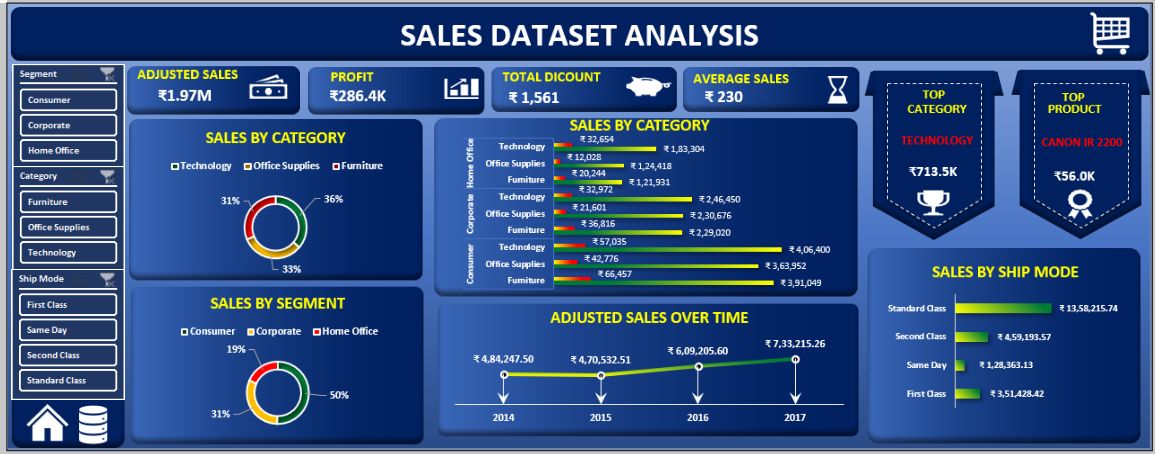 SALES DATASET ANALYSIS
Segment
Consumer
Corporate
Home Office
Category
Furniture
Office Supplies
Technology
Ship Mode
First Class
Same Day
Second Class
Standard Class
ADJUSTED SALES
₹1.97M
PROFIT
₹286.4K
TOTAL DICOUNT
₹ 1,561
AVERAGE SALES
₹ 230
TOP
CATEGORY
TECHNOLOGY
₹713.5K
TOP
PRODUCT
CANON IR 2200
₹56.0K
SALES BY CATEGORY
Technology Office Supplies Furniture
31%
36%
33%
SALES BY SEGMENT
Consumer Corporate Home Office
19%
31%
50%
SALES BY CATEGORY
Home Office
Technology ₹ 32,654 ₹ 1,83,304
Office Supplies ₹ 12,028 ₹ 1,24,418
Furniture ₹ 20,244 ₹ 1,21,931
Corporate
Technology ₹ 32,972 ₹ 2,46,450
Office Supplies ₹ 21,601 ₹ 2,30,676
Furniture ₹ 36,816 ₹ 2,29,020
Consumer
Technology ₹ 57,035 ₹ 4,06,400
Office Supplies ₹ 42,776 ₹ 3,63,952
Furniture ₹ 66,457 ₹ 3,91,049
ADJUSTED SALES OVER TIME
₹ 4,84,247.50 ₹ 4,70,532.51 ₹ 6,09,205.60 ₹ 7,33,215.26
2014 2015 2016 2017
SALES BY SHIP MODE
Standard Class ₹ 13,58,215.74
Second Class ₹ 4,59,193.57
Same Day ₹ 1,28,363.13
First Class ₹ 3,51,428.42